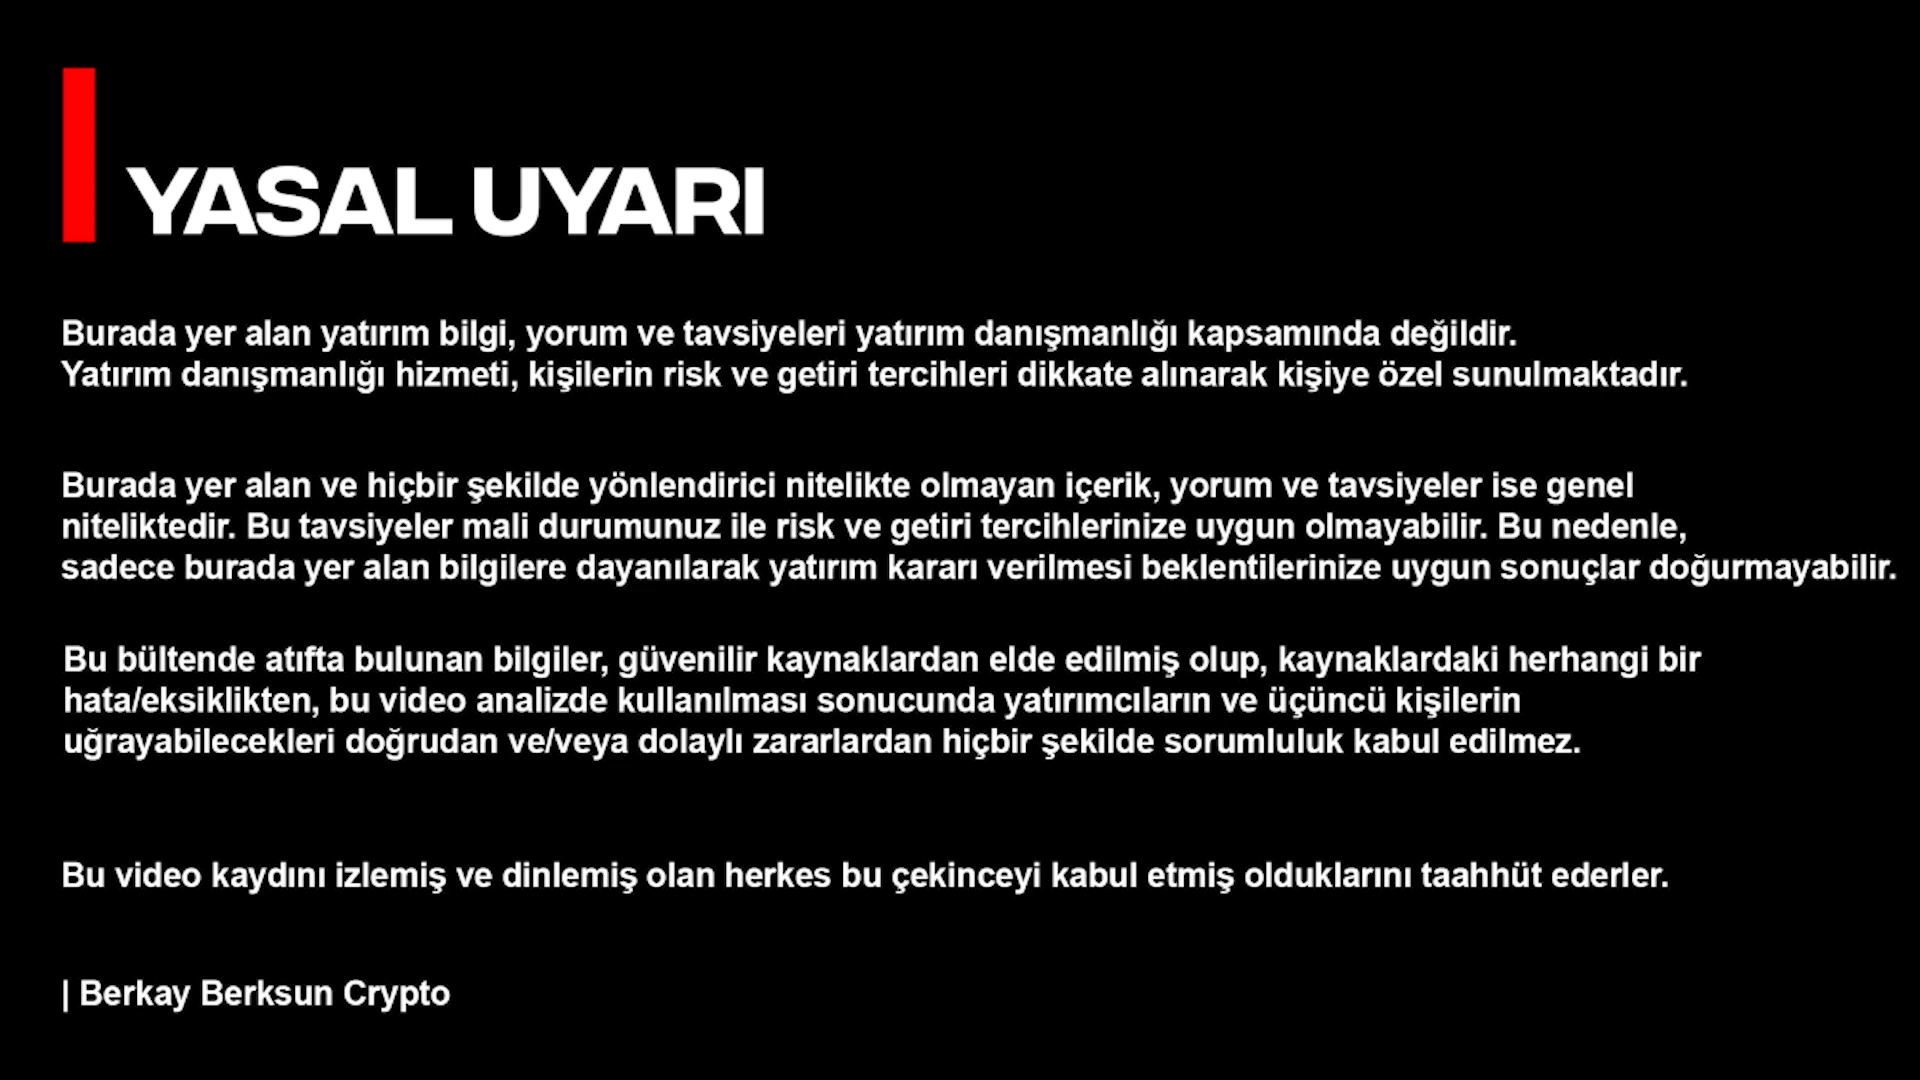 YASAL UYARI
Burada yer alan yatırım bilgi, yorum ve tavsiyeleri yatırım danışmanlığı kapsamında değildir.
Yatırım danışmanlığı hizmeti, kişilerin risk ve getiri tercihleri dikkate alınarak kişiye özel sunulmaktadır.
Burada yer alan ve hiçbir şekilde yönlendirici nitelikte olmayan içerik, yorum ve tavsiyeler ise genel
niteliktedir. Bu tavsiyeler mali durumunuz ile risk ve getiri tercihlerinize uygun olmayabilir. Bu nedenle,
sadece burada yer alan bilgilere dayanılarak yatırım kararı verilmesi beklentilerinize uygun sonuçlar doğurmayabilir.
Bu bültende atıfta bulunan bilgiler, güvenilir kaynaklardan elde edilmiş olup, kaynaklardaki herhangi bir
hata/eksiklikten, bu video analizde kullanılması sonucunda yatırımcıların ve üçüncü kişilerin
uğrayabilecekleri doğrudan ve/veya dolaylı zararlardan hiçbir şekilde sorumluluk kabul edilmez.
Bu video kaydını izlemiş ve dinlemiş olan herkes bu çekinceyi kabul etmiş olduklarını taahhüt ederler.
| Berkay Berksun Crypto